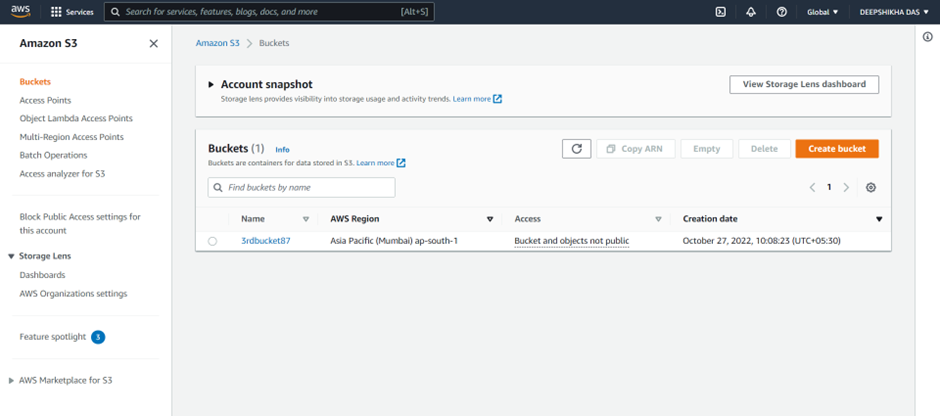 aws
Services
Search for services, features, blogs, docs, and more
[Alt+S]
Global
DEEPSHIKHA DAS
Amazon S3
Buckets
Access Points
Object Lambda Access Points
Multi-Region Access Points
Batch Operations
Access analyzer for S3
Block Public Access settings for
this account
Storage Lens
Dashboards
AWS Organizations settings
Feature spotlight 3
AWS Marketplace for S3
Amazon S3 > Buckets
Account snapshot
Storage lens provides visibility into storage usage and activity trends. Learn more
View Storage Lens dashboard
Buckets (1) Info
Buckets are containers for data stored in S3. Learn more
Copy ARN
Empty
Delete
Create bucket
Find buckets by name
1
Name AWS Region Access Creation date
3rdbucket87 Asia Pacific (Mumbai) ap-south-1 Bucket and objects not public October 27, 2022, 10:08:23 (UTC+05:30)